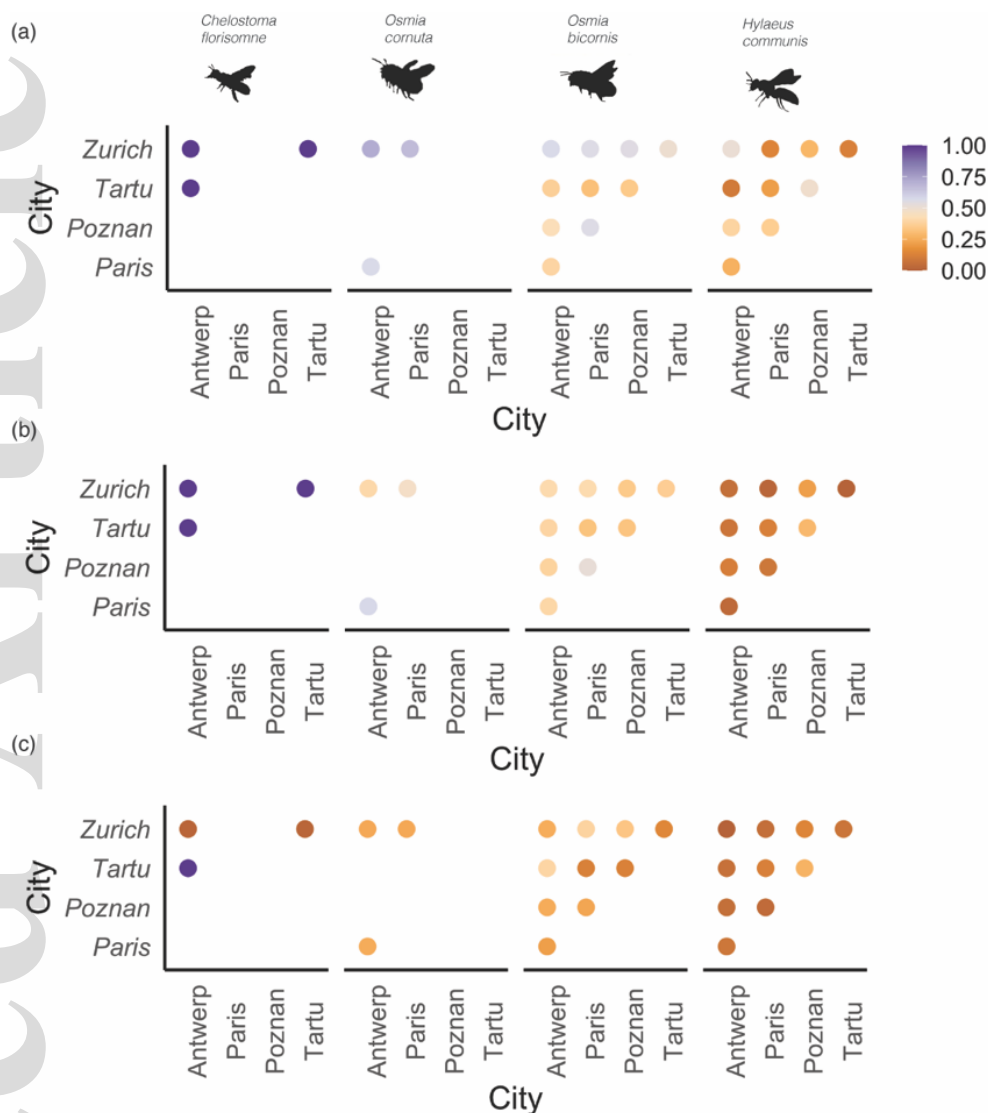 (a)
Chelostoma florisomne
Osmia cornuta
Osmia bicornis
Hylaeus communis
City
Zurich
Tartu
Poznan
Paris
1.00
0.75
0.50
0.25
0.00
Antwerp Paris Poznan Tartu Antwerp Paris Poznan Tartu Antwerp Paris Poznan Tartu Antwerp Paris Poznan Tartu
City
(b)
City
Zurich
Tartu
Poznan
Paris
Antwerp Paris Poznan Tartu Antwerp Paris Poznan Tartu Antwerp Paris Poznan Tartu Antwerp Paris Poznan Tartu
City
(c)
City
Zurich
Tartu
Poznan
Paris
Antwerp Paris Poznan Tartu Antwerp Paris Poznan Tartu Antwerp Paris Poznan Tartu Antwerp Paris Poznan Tartu
City